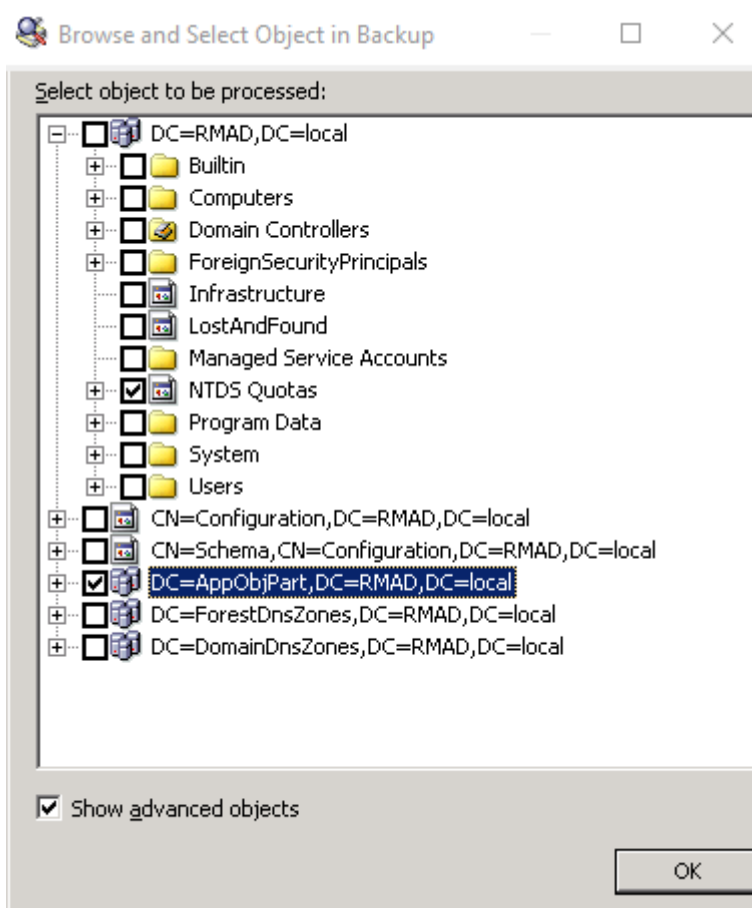 Browse and Select Object in Backup
Select object to be processed:
DC=RMAD,DC=local
Builtin
Computers
Domain Controllers
ForeignSecurityPrincipals
Infrastructure
LostAndFound
Managed Service Accounts
NTDS Quotas
Program Data
System
Users
CN=Configuration,DC=RMAD,DC=local
CN=Schema,CN=Configuration,DC=RMAD,DC=local
DC=AppObjPart,DC=RMAD,DC=local
DC=ForestDnsZones,DC=RMAD,DC=local
DC=DomainDnsZones,DC=RMAD,DC=local
Show advanced objects
OK